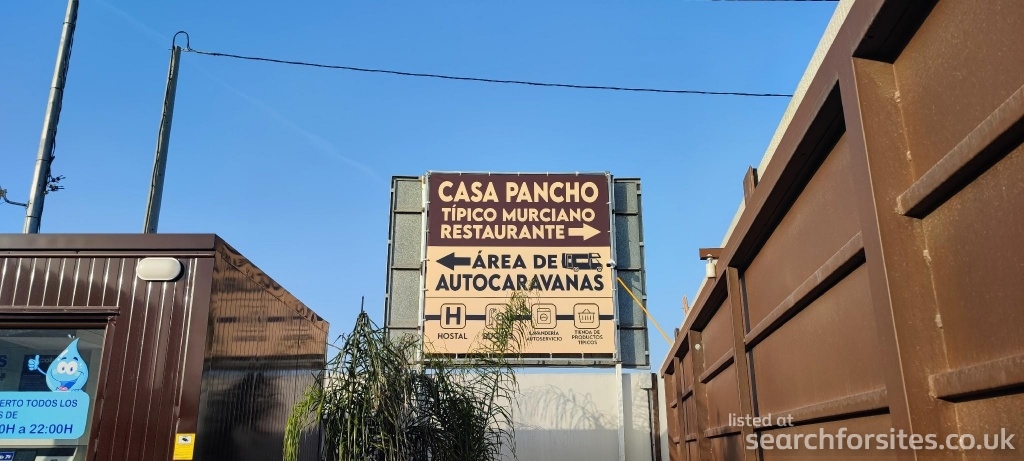 CASA PANCHO
TÍPICO MURCIANO
RESTAURANTE
ÁREA DE
AUTOCARAVANAS
H
HOSTAL
LAVANDERÍA
AUTOSERVICIO
TIENDA DE
PRODUCTOS
TÍPICOS
ERTO TODOS LOS
S DE
0H A 22:00H
listed at
searchforsites.co.uk